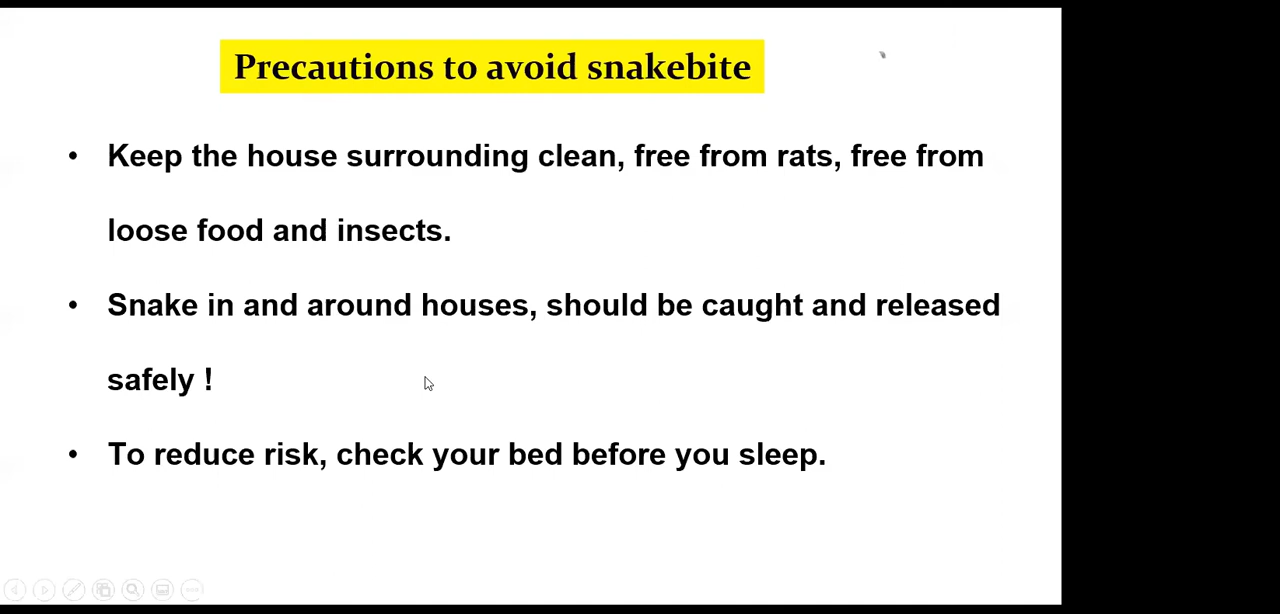 Precautions to avoid snakebite
• Keep the house surrounding clean, free from rats, free from
loose food and insects.
• Snake in and around houses, should be caught and released
safely !
• To reduce risk, check your bed before you sleep.